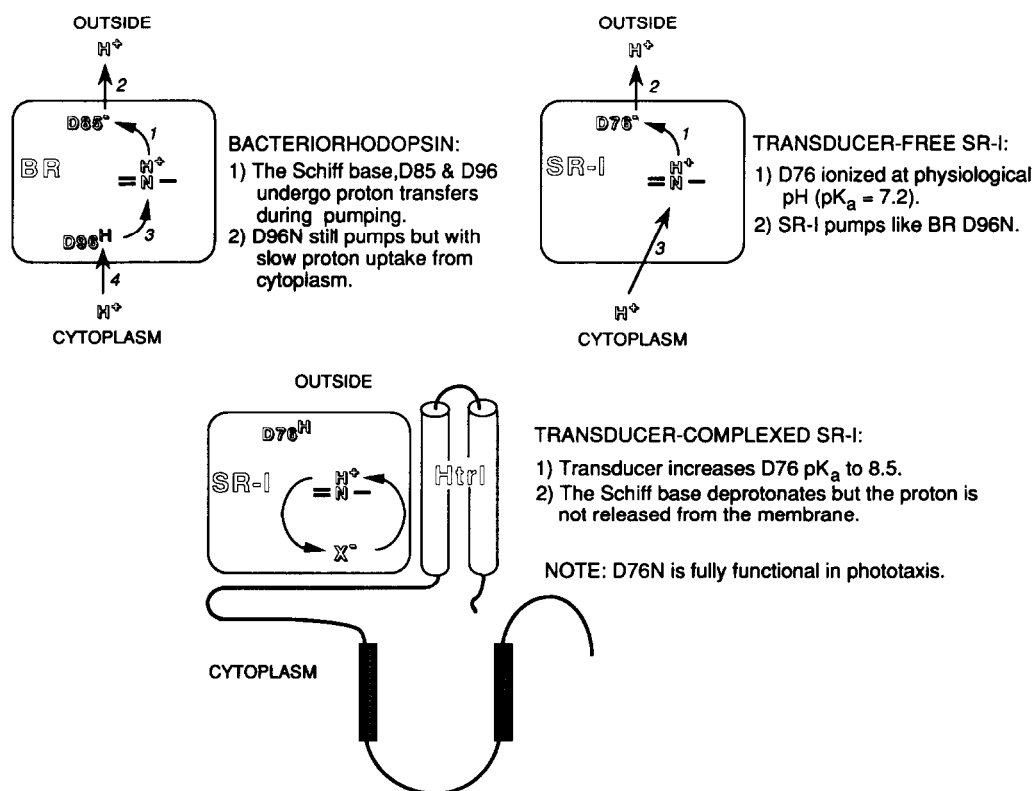 OUTSIDE
H⁺
2
D85⁻
1
BR
H⁺
=N–
D96H
3
4
H⁺
CYTOPLASM
BACTERIORHODOPSIN:
1) The Schiff base,D85 & D96
undergo proton transfers
during pumping.
2) D96N still pumps but with
slow proton uptake from
cytoplasm.
OUTSIDE
H⁺
2
D76⁻
1
SR-I
H⁺
=N–
3
H⁺
CYTOPLASM
TRANSDUCER-FREE SR-I:
1) D76 ionized at physiological
pH (pKa = 7.2).
2) SR-I pumps like BR D96N.
OUTSIDE
D76H
SR-I
H⁺
=N–
X⁻
HtrI
CYTOPLASM
TRANSDUCER-COMPLEXED SR-I:
1) Transducer increases D76 pKa to 8.5.
2) The Schiff base deprotonates but the proton is
not released from the membrane.
NOTE: D76N is fully functional in phototaxis.